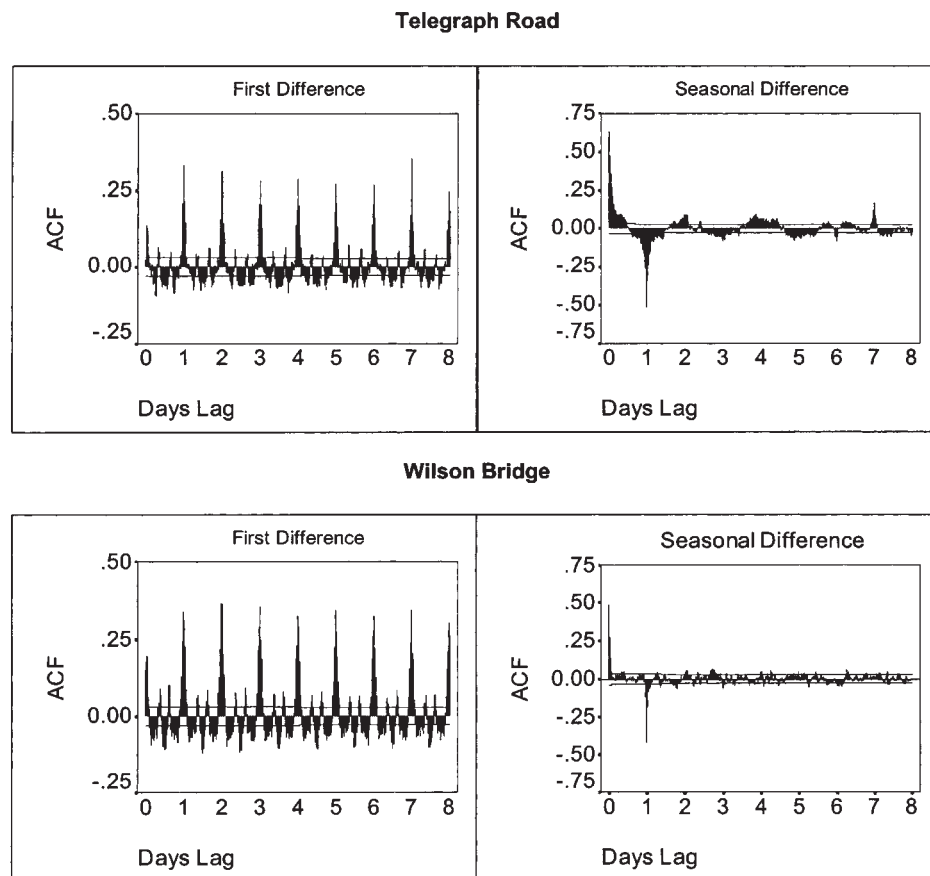 Telegraph Road
First Difference
Seasonal Difference
ACF
.50
.25
0.00
-.25
0 1 2 3 4 5 6 7 8
Days Lag
ACF
.75
.50
.25
0.00
-.25
-.50
-.75
0 1 2 3 4 5 6 7 8
Days Lag
Wilson Bridge
First Difference
Seasonal Difference
ACF
.50
.25
0.00
-.25
0 1 2 3 4 5 6 7 8
Days Lag
ACF
.75
.50
.25
0.00
-.25
-.50
-.75
0 1 2 3 4 5 6 7 8
Days Lag